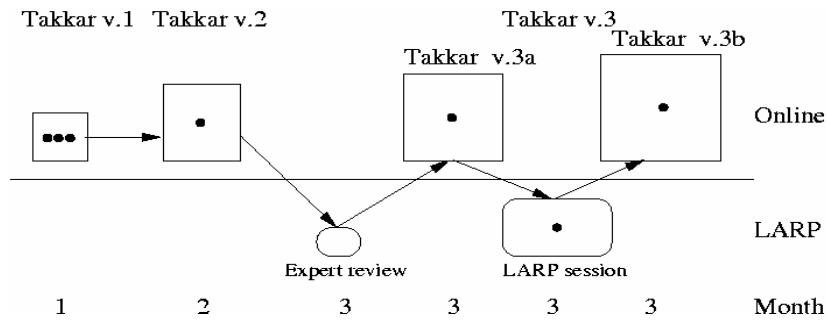 Takkar v.1 Takkar v.2 Takkar v.3
Takkar v.3a Takkar v.3b
Online
LARP
Expert review LARP session
1 2 3 3 3 3 Month